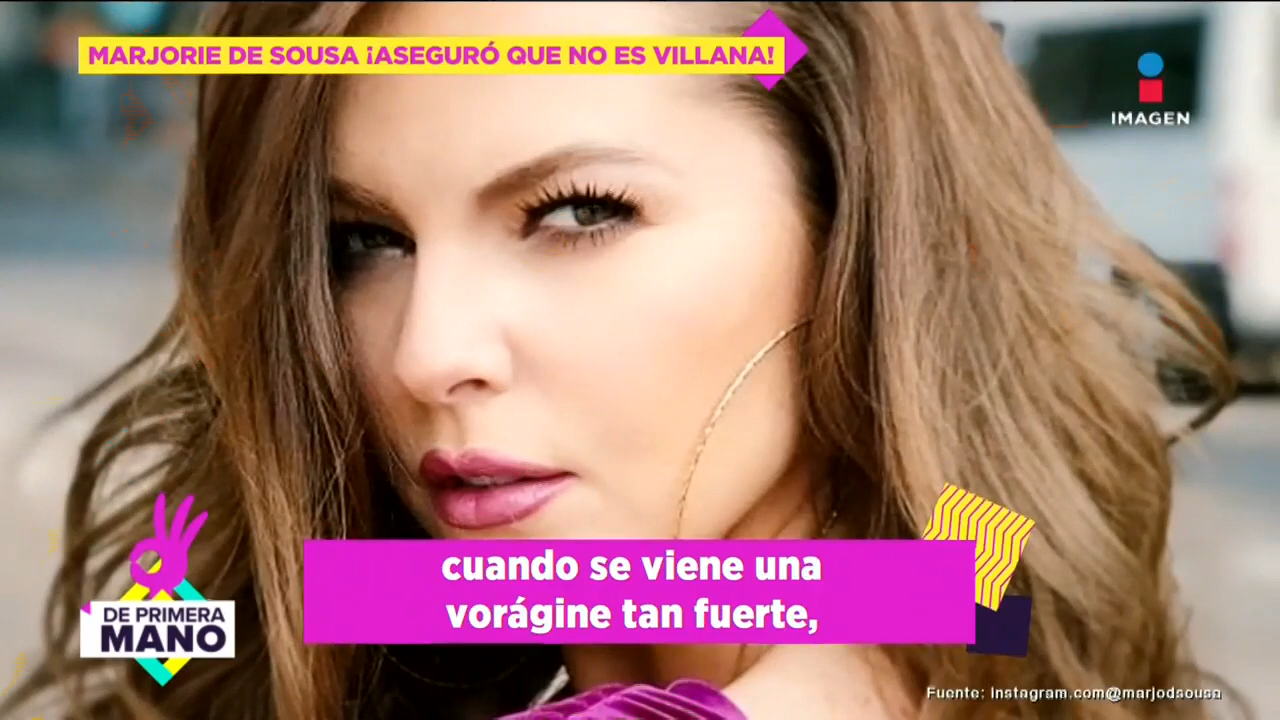 MARJORIE DE SOUSA ¡ASEGURÓ QUE NO ES VILLANA!
IMAGEN
cuando se viene una
vorágine tan fuerte,
DE PRIMERA
MANO
Fuente: Instagram.com@marjodsousa